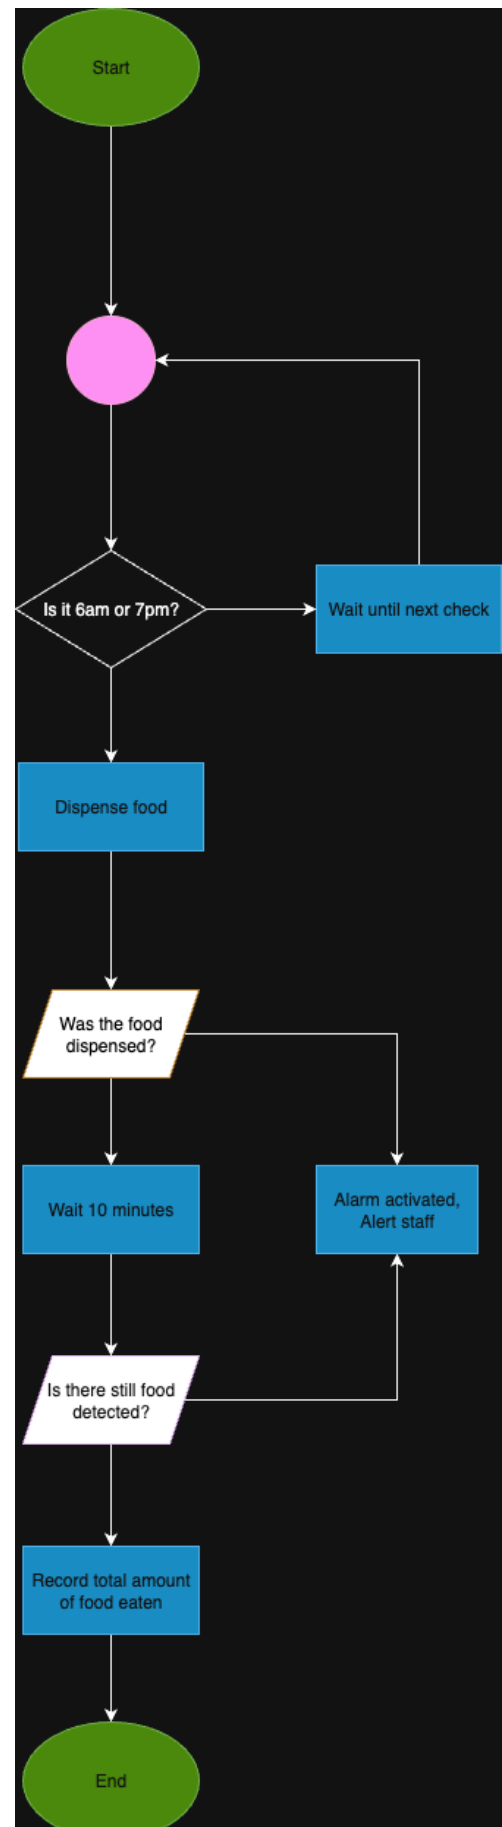 Start
Is it 6am or 7pm?
Wait until next check
Dispense food
Was the food
dispensed?
Wait 10 minutes
Alarm activated,
Alert staff
Is there still food
detected?
Record total amount
of food eaten
End